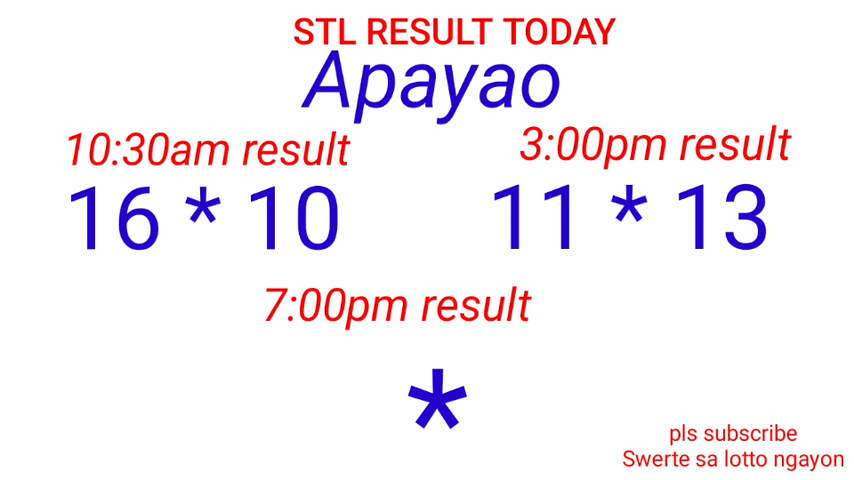 STL RESULT TODAY
Apayao
10:30am result
3:00pm result
16 * 10
11 * 13
7:00pm result
*
pls subscribe
Swerte sa lotto ngayon